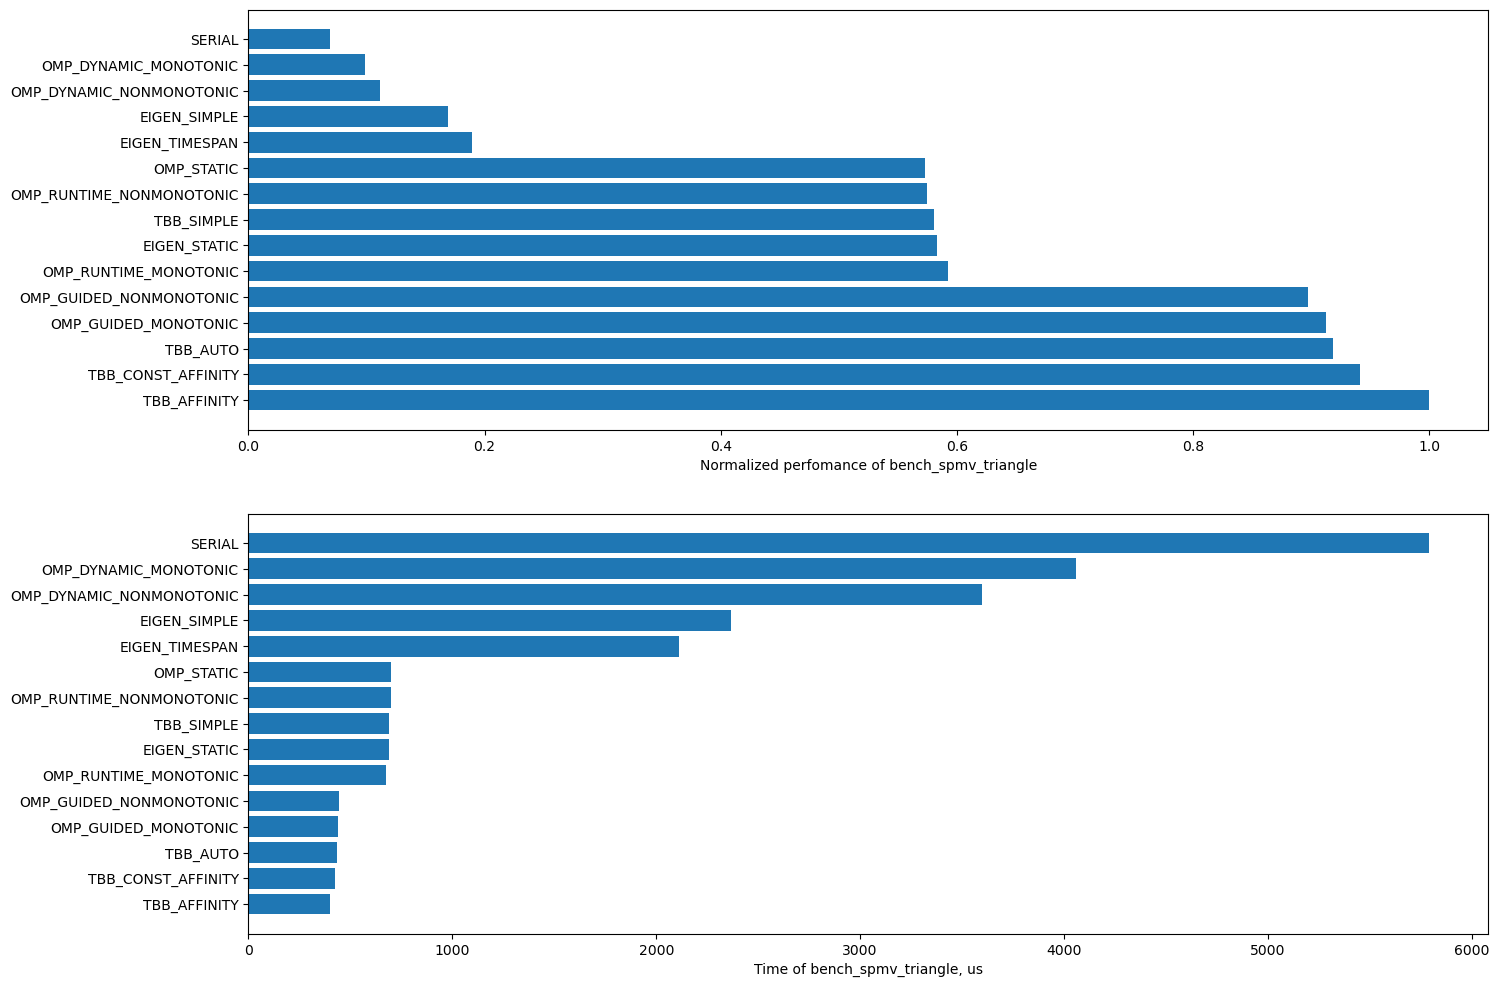 SERIAL
OMP_DYNAMIC_MONOTONIC
OMP_DYNAMIC_NONMONOTONIC
EIGEN_SIMPLE
EIGEN_TIMESPAN
OMP_STATIC
OMP_RUNTIME_NONMONOTONIC
TBB_SIMPLE
EIGEN_STATIC
OMP_RUNTIME_MONOTONIC
OMP_GUIDED_NONMONOTONIC
OMP_GUIDED_MONOTONIC
TBB_AUTO
TBB_CONST_AFFINITY
TBB_AFFINITY
0.0 0.2 0.4 0.6 0.8 1.0
Normalized perfomance of bench_spmv_triangle
SERIAL
OMP_DYNAMIC_MONOTONIC
OMP_DYNAMIC_NONMONOTONIC
EIGEN_SIMPLE
EIGEN_TIMESPAN
OMP_STATIC
OMP_RUNTIME_NONMONOTONIC
TBB_SIMPLE
EIGEN_STATIC
OMP_RUNTIME_MONOTONIC
OMP_GUIDED_NONMONOTONIC
OMP_GUIDED_MONOTONIC
TBB_AUTO
TBB_CONST_AFFINITY
TBB_AFFINITY
0 1000 2000 3000 4000 5000 6000
Time of bench_spmv_triangle, us